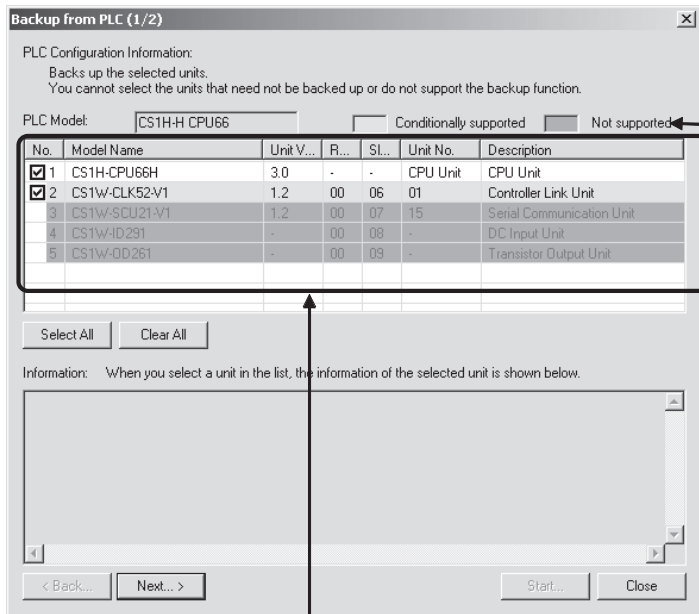 Backup from PLC (1/2)
PLC Configuration Information:
Backs up the selected units.
You cannot select the units that need not be backed up or do not support the backup function.
PLC Model: CS1H-H CPU66 Conditionally supported Not supported
No. Model Name Unit V... R... Sl... Unit No. Description
1 CS1H-CPU66H 3.0 - - CPU Unit CPU Unit
2 CS1W-CLK52-V1 1.2 00 06 01 Controller Link Unit
3 CS1W-SCU21-V1 1.2 00 07 15 Serial Communication Unit
4 CS1W-ID291 - 00 08 - DC Input Unit
5 CS1W-OD261 - 00 09 - Transistor Output Unit
Select All Clear All
Information: When you select a unit in the list, the information of the selected unit is shown below.
< Back... Next... > Start... Close